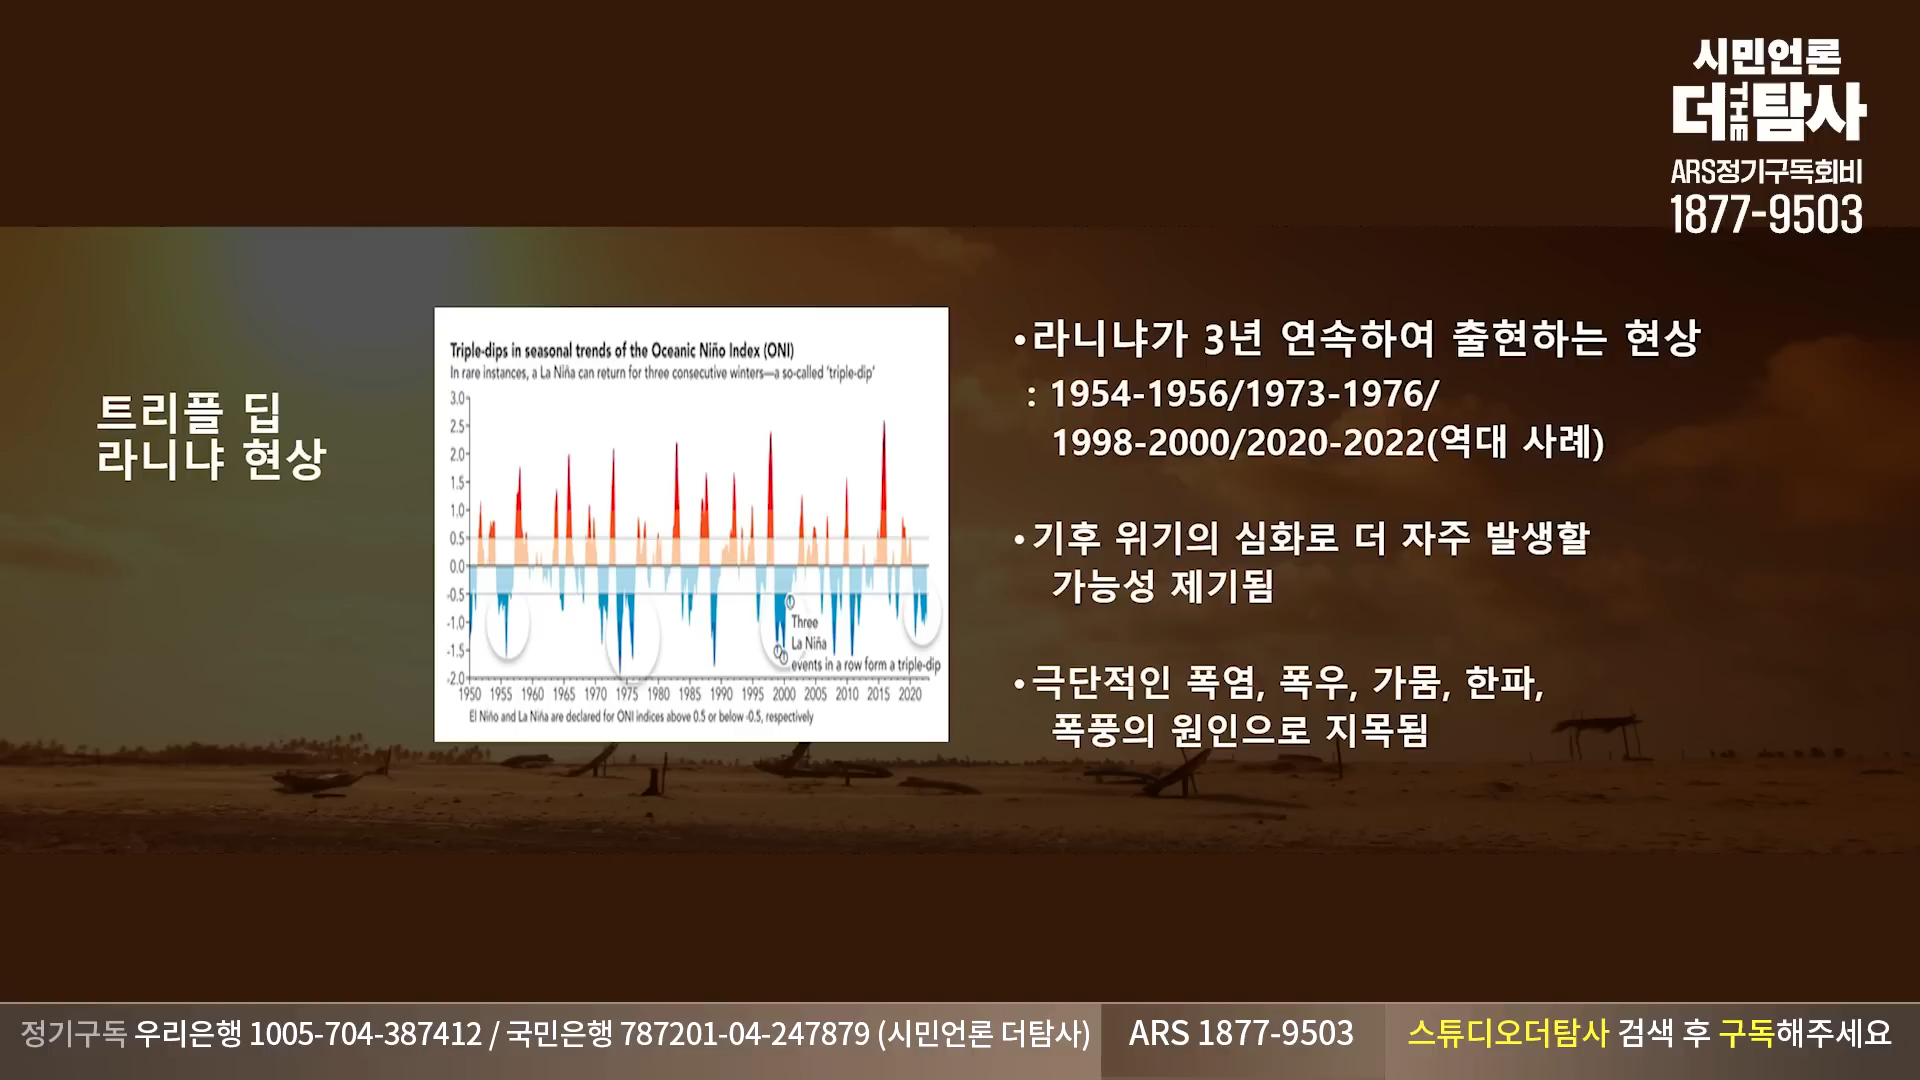 시민언론
더탐사
THE
ARS정기구독회비
1877-9503
트리플 딥
라니냐 현상
Triple-dips in seasonal trends of the Oceanic Niño Index (ONI)
In rare instances, a La Niña can return for three consecutive winters—a so-called 'triple-dip'
3.0
2.5
2.0
1.5
1.0
0.5
0.0
-0.5
-1.0
-1.5
-2.0
Three
La Niña
events in a row form a triple-dip
1950 1955 1960 1965 1970 1975 1980 1985 1990 1995 2000 2005 2010 2015 2020
El Niño and La Niña are declared for ONI indices above 0.5 or below -0.5, respectively
•라니냐가 3년 연속하여 출현하는 현상
: 1954-1956/1973-1976/
1998-2000/2020-2022(역대 사례)
•기후 위기의 심화로 더 자주 발생할
가능성 제기됨
•극단적인 폭염, 폭우, 가뭄, 한파,
폭풍의 원인으로 지목됨
정기구독 우리은행 1005-704-387412 / 국민은행 787201-04-247879 (시민언론 더탐사)
ARS 1877-9503
스튜디오더탐사 검색 후 구독해주세요